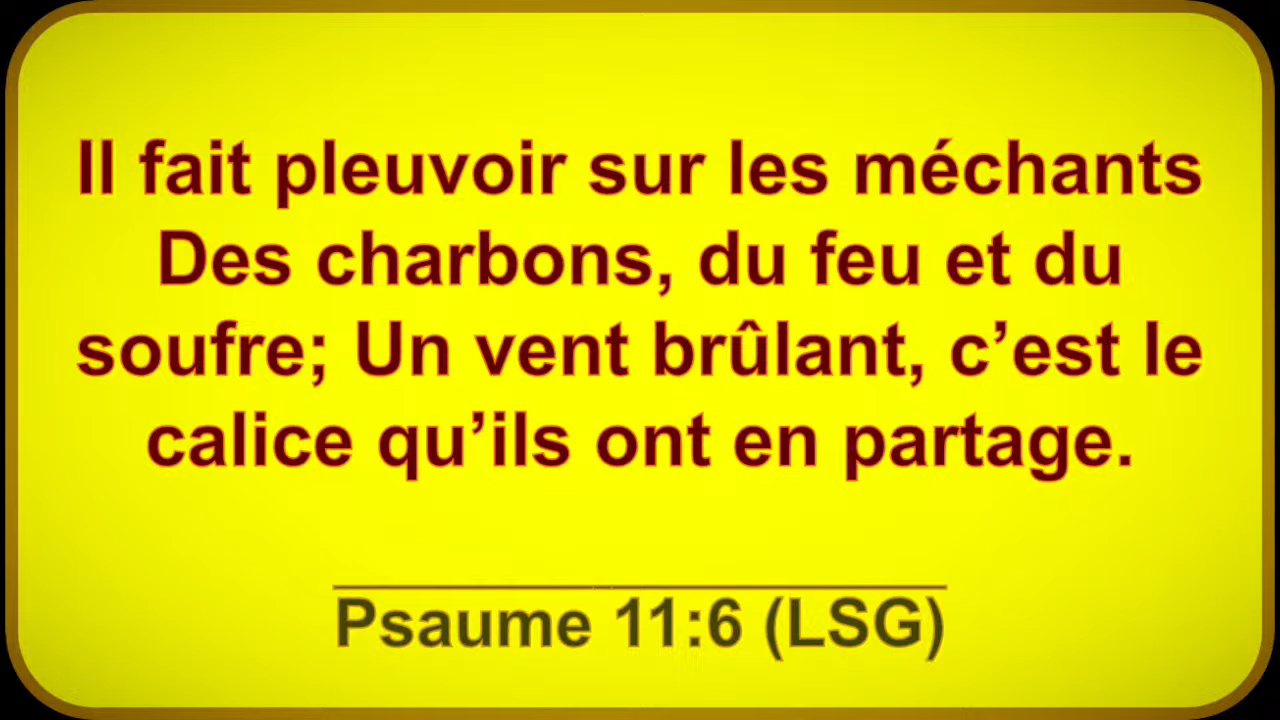 Il fait pleuvoir sur les méchants
Des charbons, du feu et du
soufre; Un vent brûlant, c’est le
calice qu’ils ont en partage.
Psaume 11:6 (LSG)